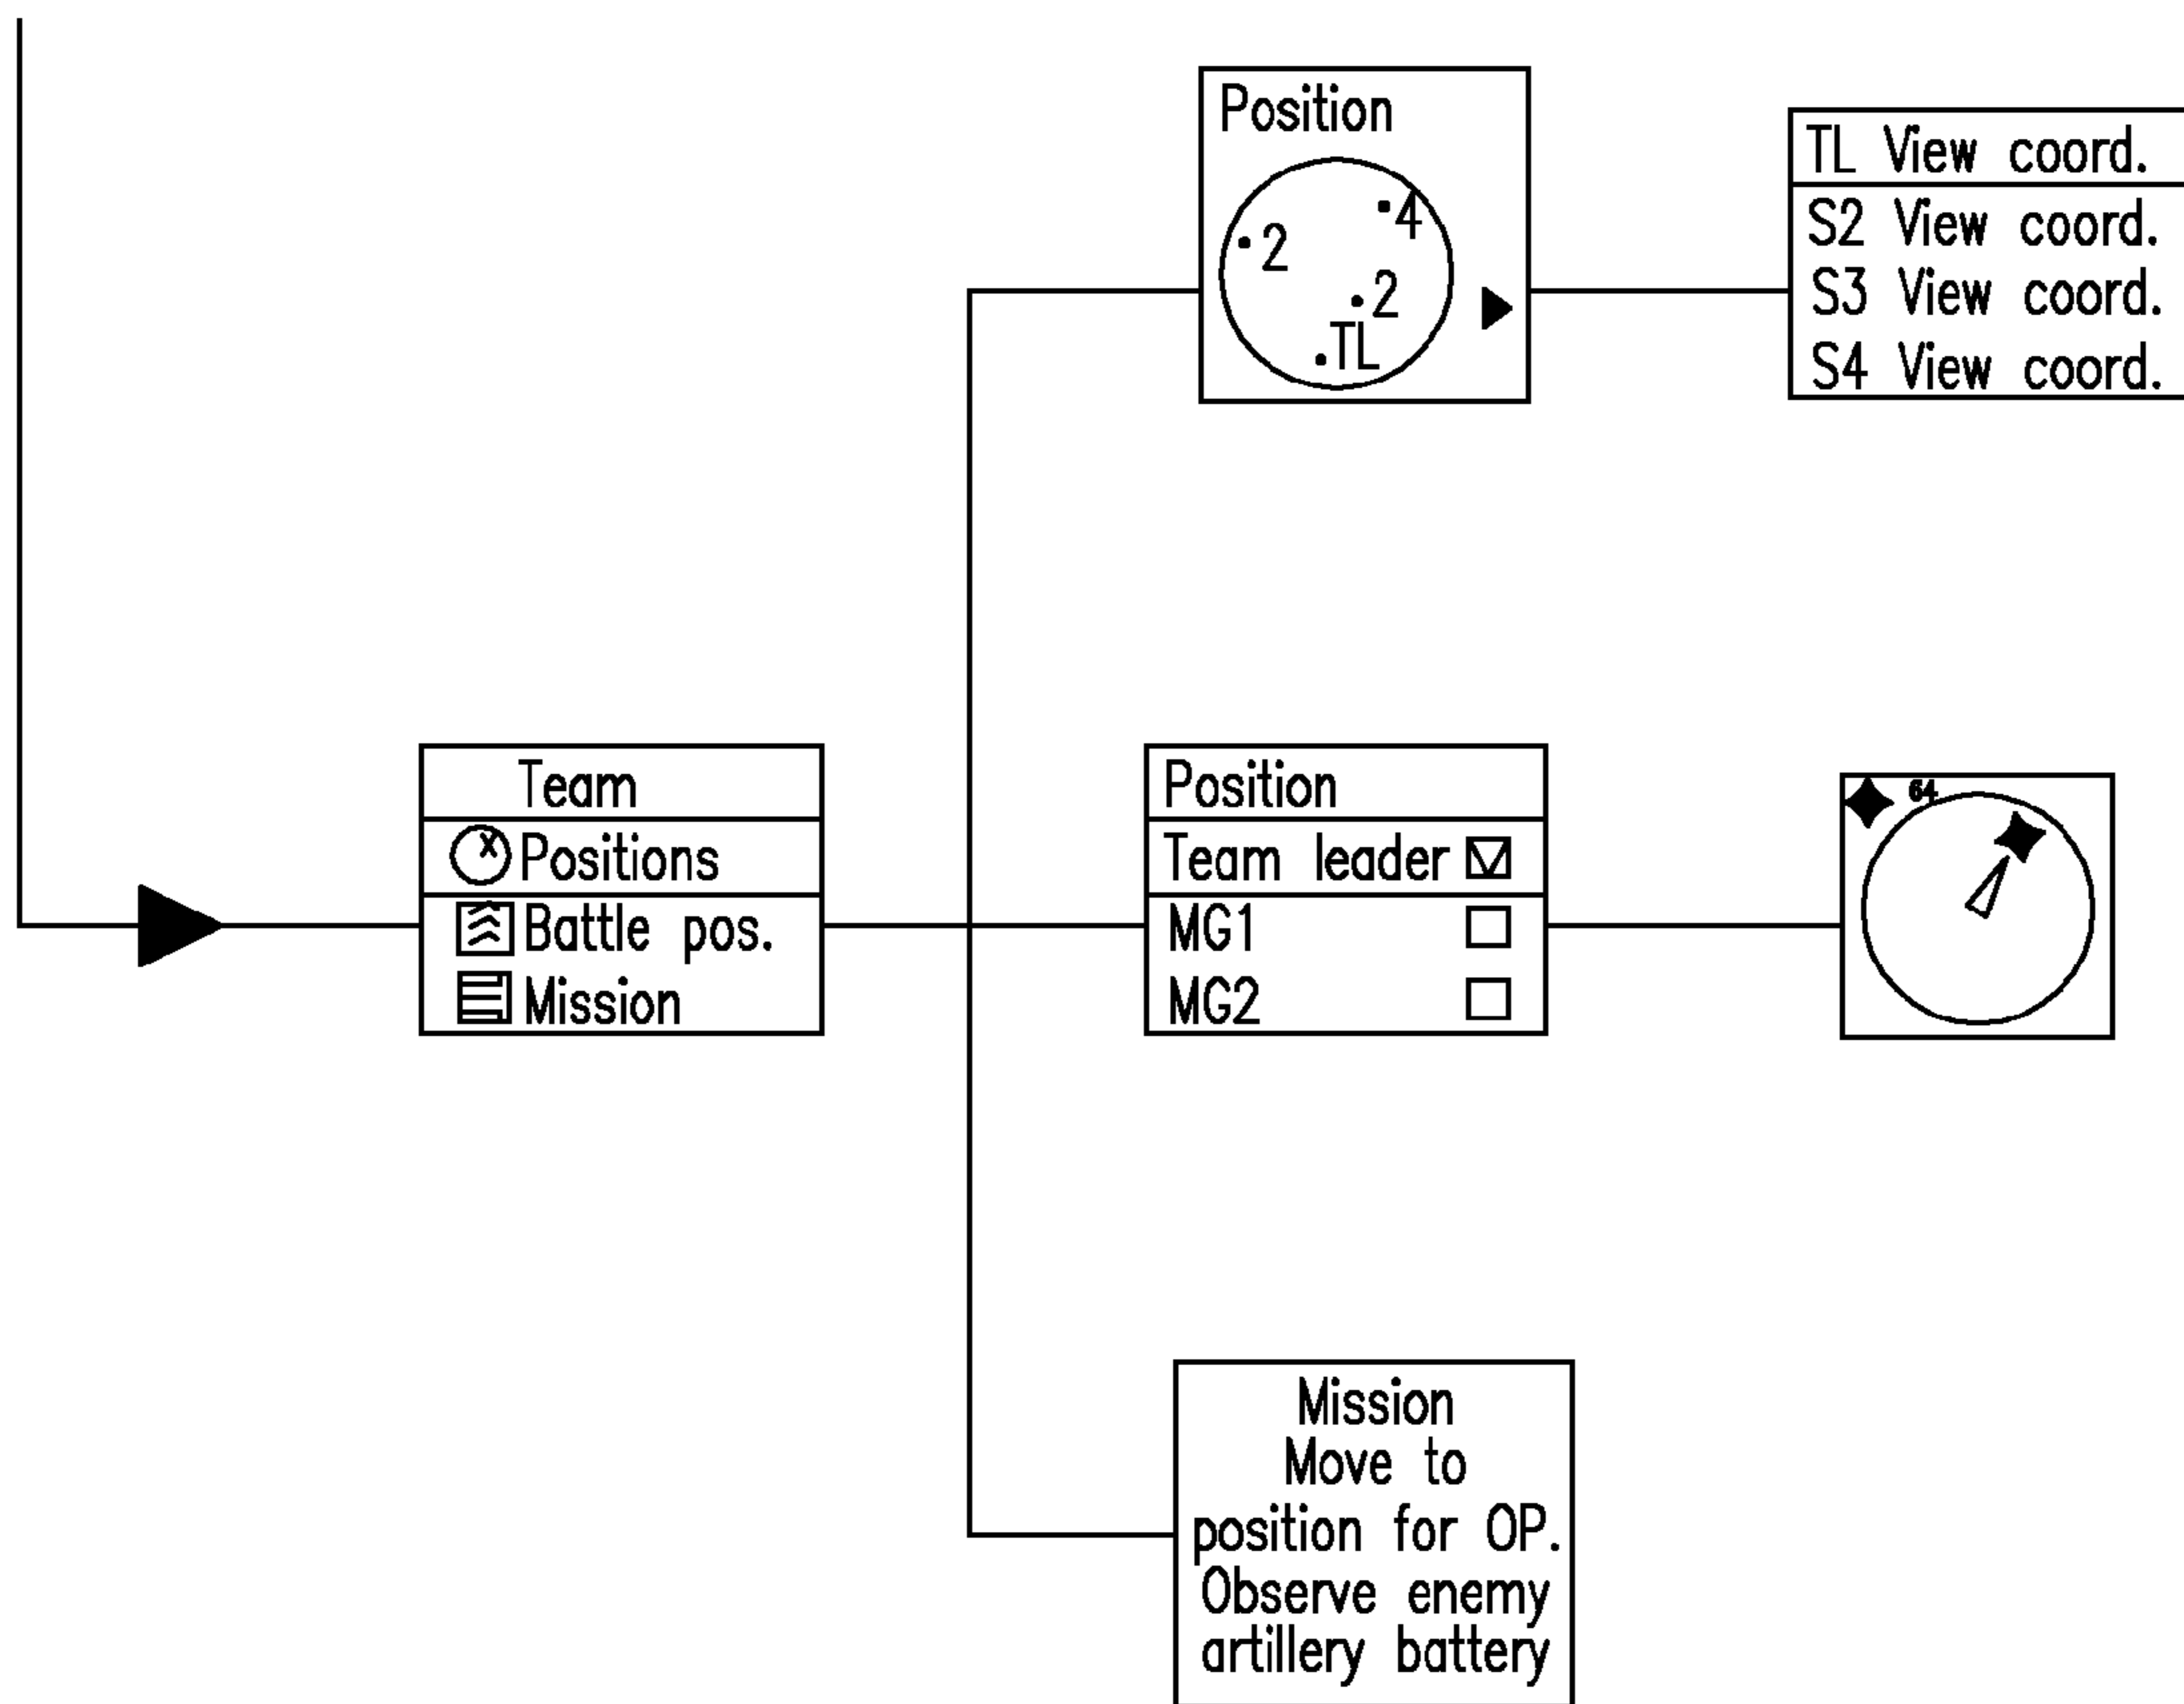 Position
.4
.2
.2
.TL
TL View coord.
S2 View coord.
S3 View coord.
S4 View coord.
Team
Positions
Battle pos.
Mission
Position
Team leader
MG1
MG2
64
Mission
Move to
position for OP.
Observe enemy
artillery battery